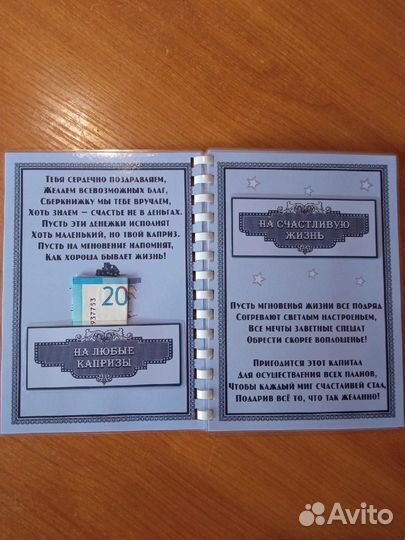 Тебя сердечно поздравляем,
Желаем всевозможных благ,
Сберкнижку мы тебе вручаем,
Хоть знаем – счастье не в деньгах.
Пусть эти денежки исполнят
Хоть маленький, но твой каприз.
Пусть на мгновение напомнят,
Как хороша бывает жизнь!
20
937753
НА ЛЮБЫЕ
КАПРИЗЫ
НА СЧАСТЛИВУЮ
ЖИЗНЬ
Пусть мгновенья жизни все подряд
Согревают светлым настроеньем,
Все мечты заветные спешат
Обрести скорее воплощенье!
Пригодится этот капитал
Для осуществления всех планов,
Чтобы каждый миг счастливей стал,
Подарив всё то, что так желанно!
Avito